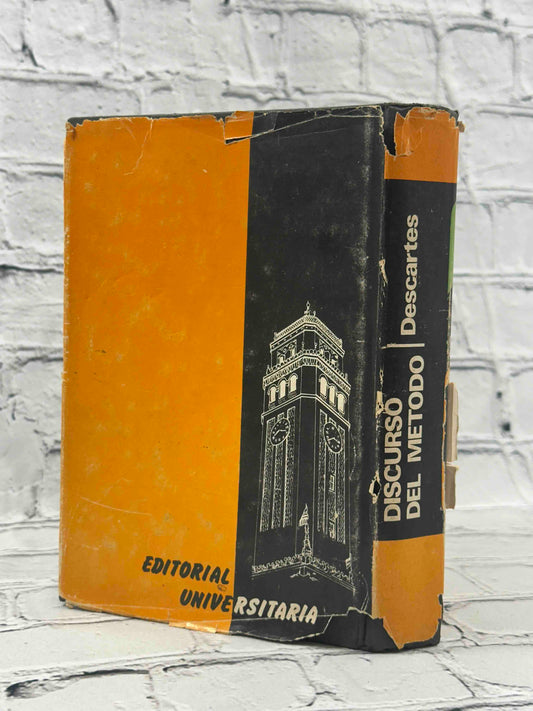 EDITORIAL
UNIVERSITARIA
DISCURSO
DEL METODO | Descartes